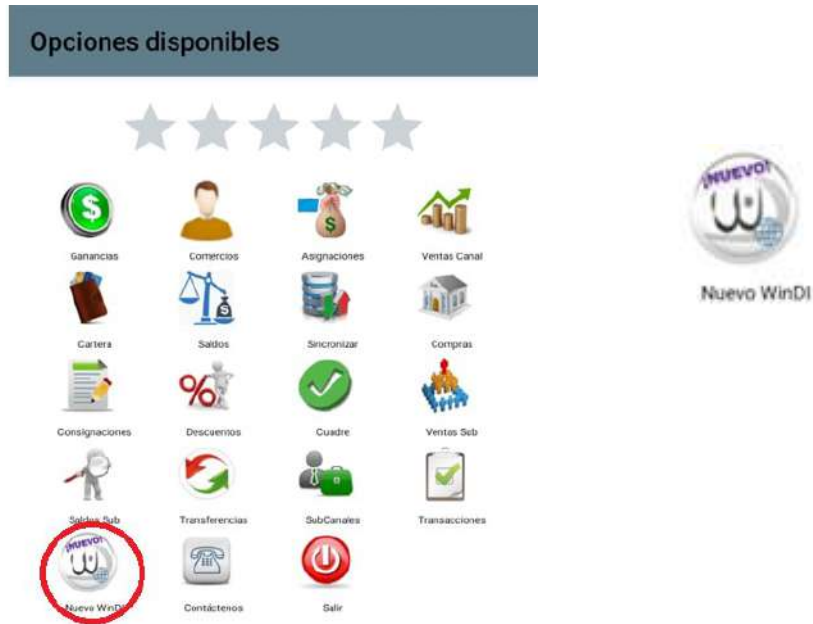 Opciones disponibles
Ganancias
Comercios
Asignaciones
Ventas Canal
Cartera
Saldos
Sincronizar
Compras
Consignaciones
Descuentos
Cuadre
Ventas Sub
Saldos Sub
Transferencias
SubCanales
Transacciones
¡NUEVO!
Nuevo WinDI
Contáctenos
Salir
¡NUEVO!
Nuevo WinDI